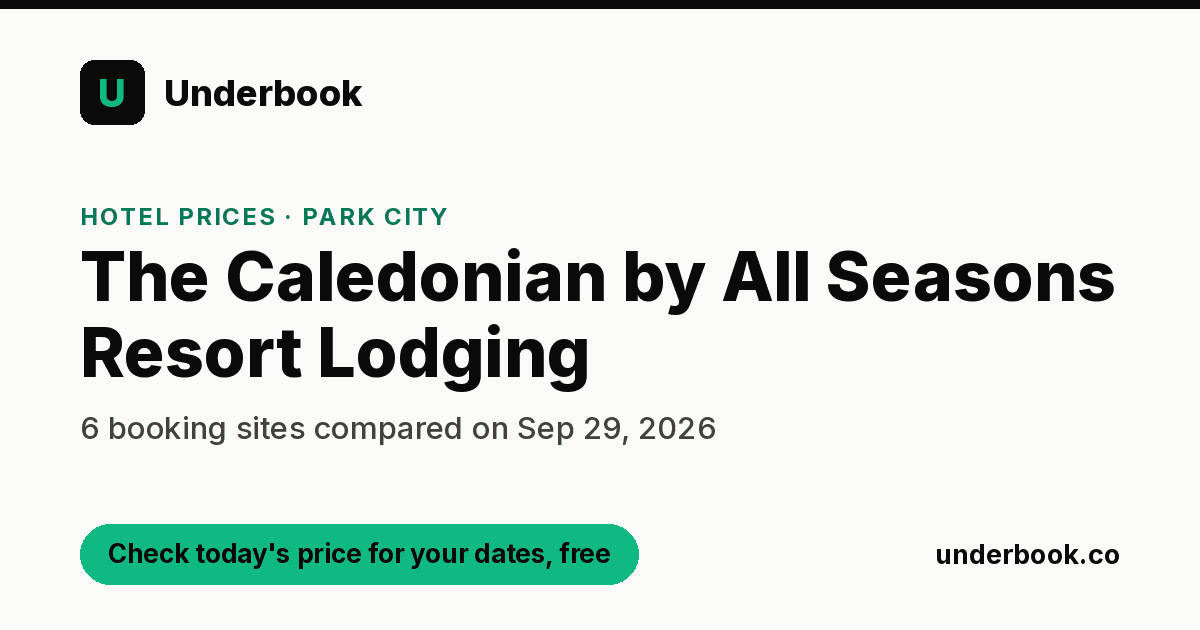 U Underbook
HOTEL PRICES · PARK CITY
The Caledonian by All Seasons
Resort Lodging
6 booking sites compared on Sep 29, 2026
Check today's price for your dates, free
underbook.co